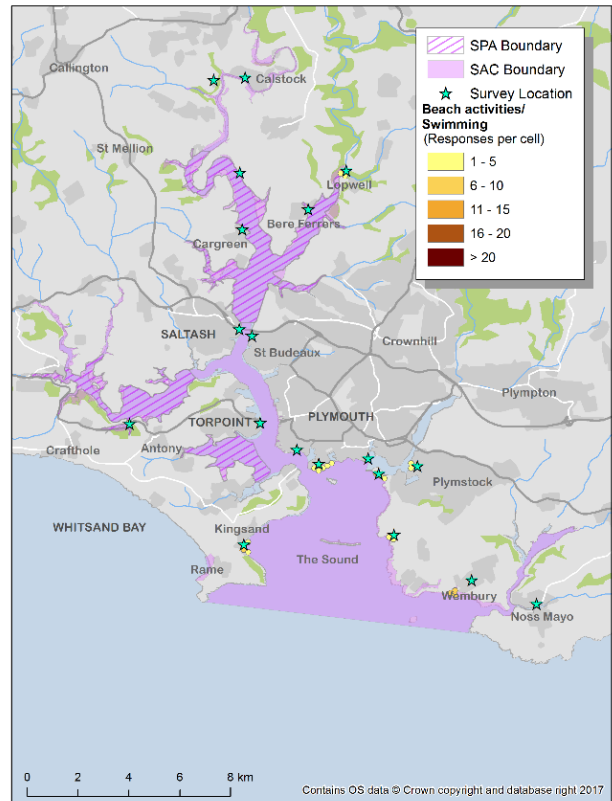 SPA Boundary
SAC Boundary
Survey Location
Beach activities/
Swimming
(Responses per cell)
1 - 5
6 - 10
11 - 15
16 - 20
> 20
Callington
Calstock
St Mellion
Lopwell
Bere Ferrers
Cargreen
SALTASH
St Budeaux
Crownhill
Plympton
TORPOINT
PLYMOUTH
Crafthole
Antony
Plymstock
WHITSAND BAY
Kingsand
The Sound
Rame
Wembury
Noss Mayo
0 2 4 8 km
Contains OS data © Crown copyright and database right 2017